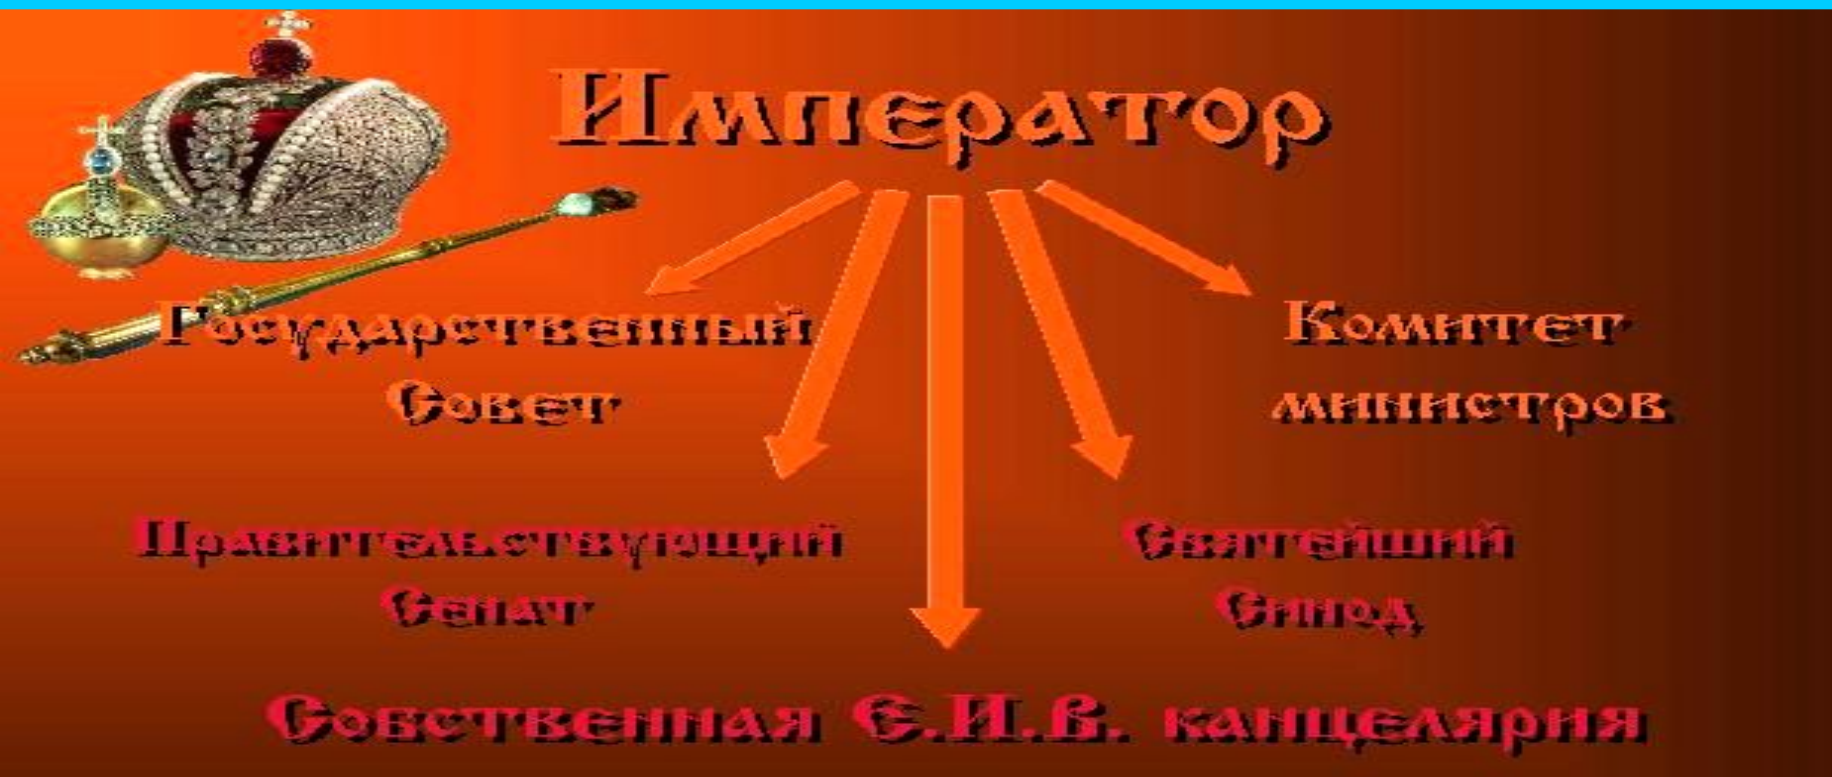 Император
Государственный
Совет
Комитет
министров
Правительствующий
Сенат
Святейший
Синод
Собственная Е.И.В. канцелярия